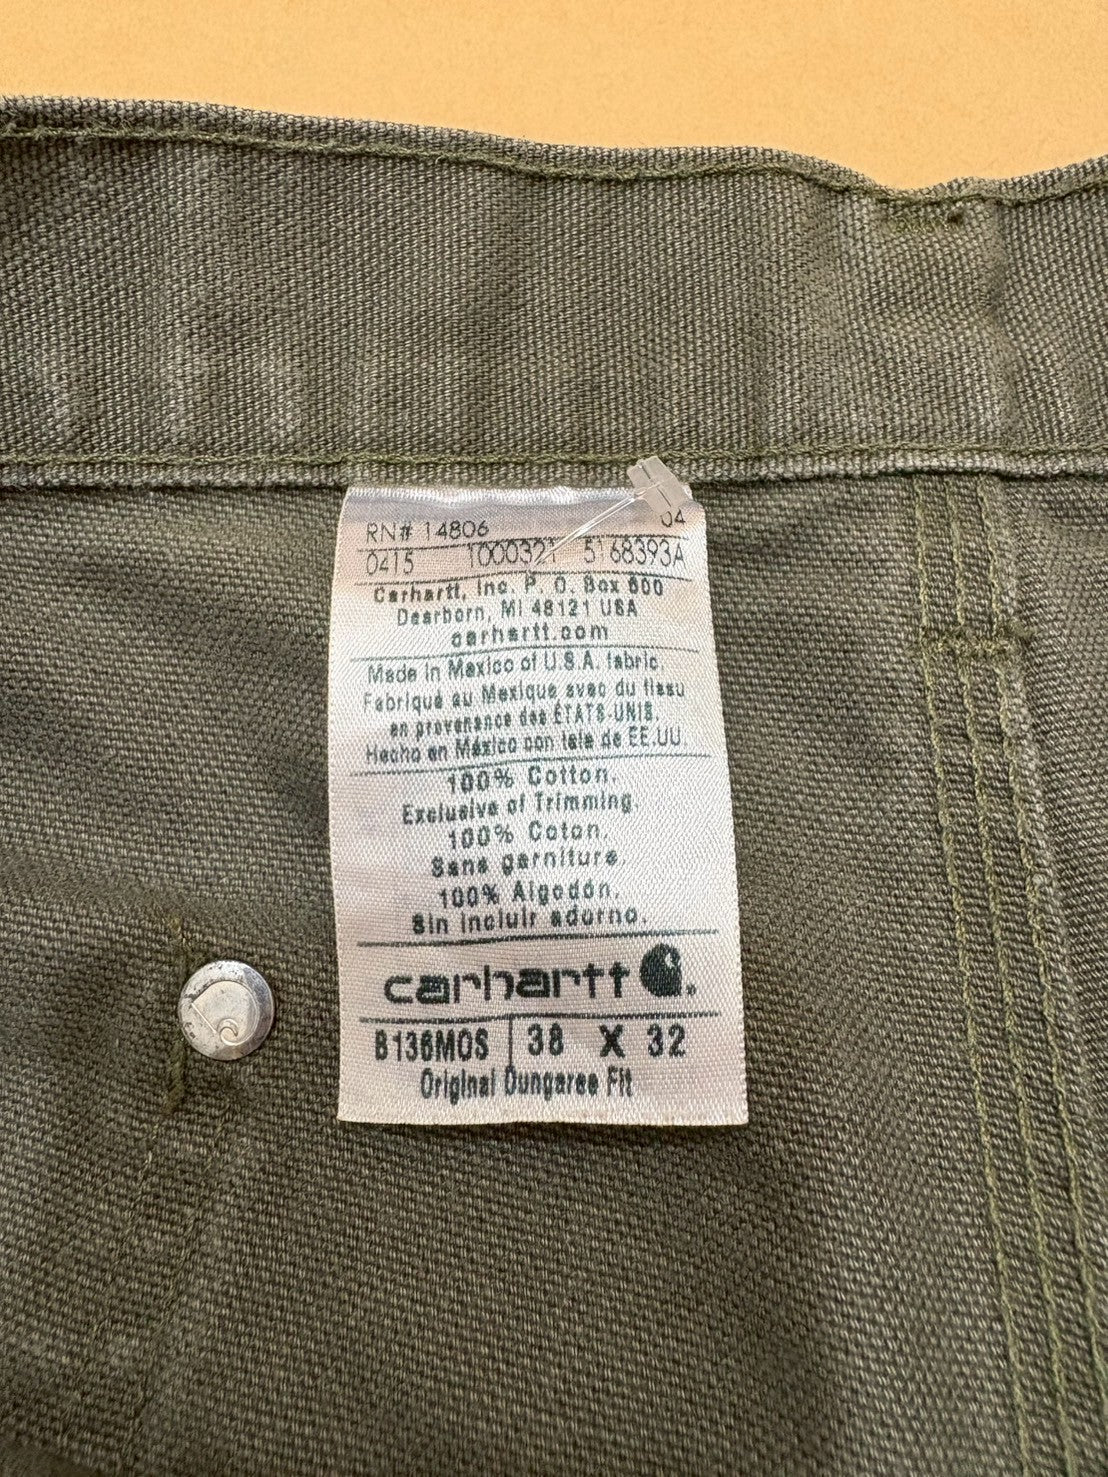 RN# 14806 04
0415 1000321 5168393A
Carhartt, Inc. P. O. Box 600
Dearborn, MI 48121 USA
carhartt.com
Made in Mexico of U.S.A. fabric.
Fabriqué au Mexique avec du tissu
en provenance des ÉTATS-UNIS.
Hecho en México con tela de EE.UU.
100% Cotton.
Exclusive of Trimming.
100% Coton.
Sans garniture.
100% Algodón.
Sin incluir adorno.
carhartt
B136MOS 38 X 32
Original Dungaree Fit